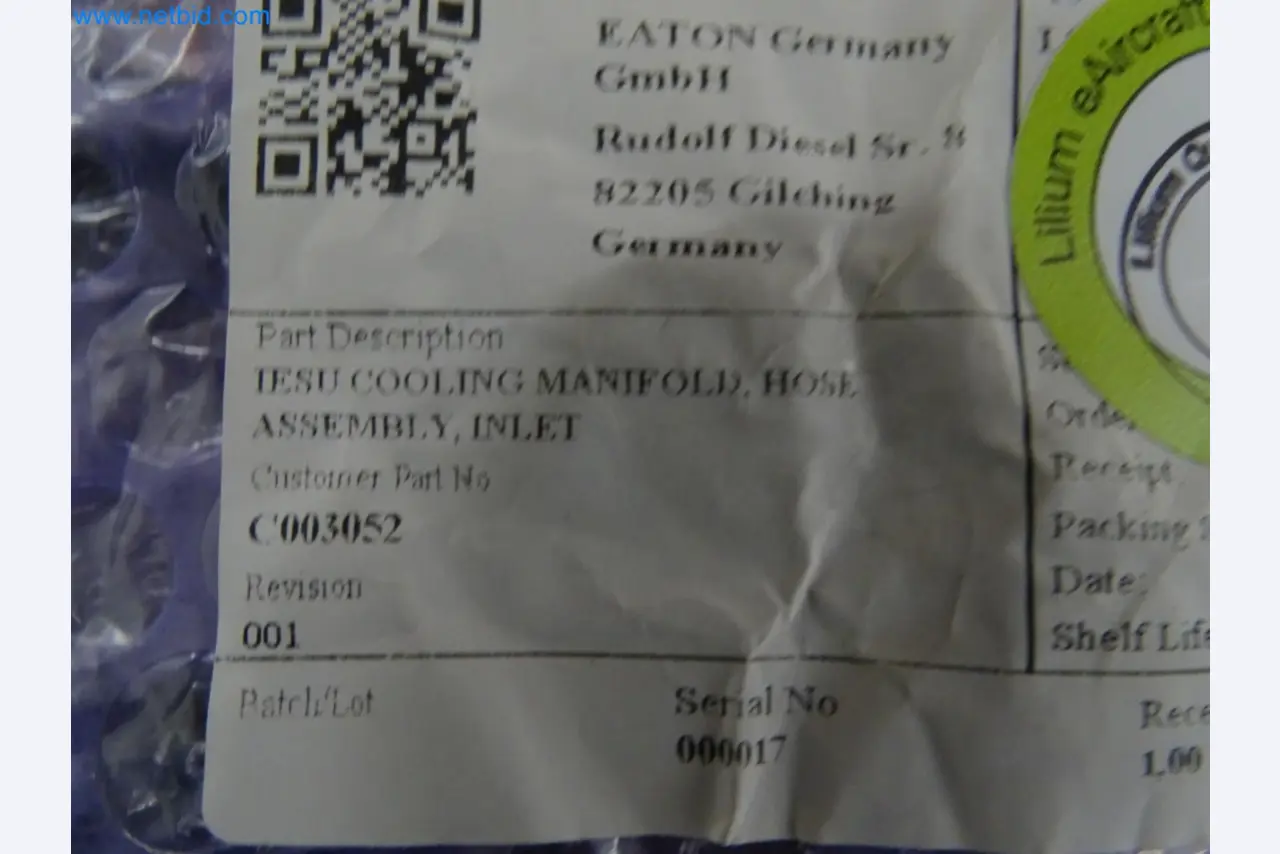 www.netbid.com
EATON Germany
GmbH
Rudolf Diesel Sr. 8
82205 Gilching
Germany
Lilium eAircraft
Lilium
Part Description
IESU COOLING MANIFOLD, HOSE
ASSEMBLY, INLET
Customer Part No
C003052
Revision
001
Order
Receipt
Packing
Date:
Shelf Life
Batch/Lot
Serial No
000017
Rece
1.00